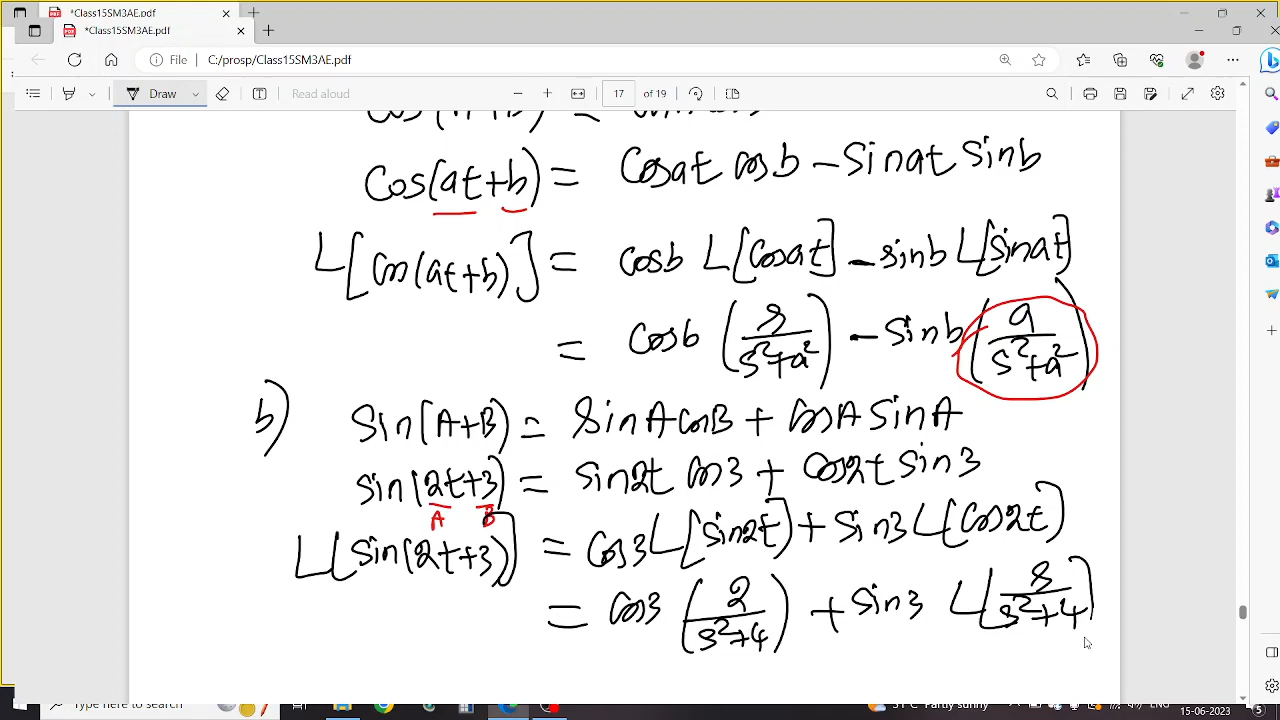 *Class15SM3AE.pdf
*Class15SM3AE.pdf
File C:/prosp/Class15SM3AE.pdf
Draw Read aloud 17 of 19
Cos(at+b) = Cosat cosb - Sinat Sinb
L[Cos(at+b)] = cosb L[Cosat] - sinb L[sinat]
= cosb (s/(s²+a²)) - Sinb (a/(s²+a²))
b) Sin(A+B) = SinA cosB + CosA SinA
sin(2t+3) = sin2t cos3 + Cos2t sin3
A B
L[Sin(2t+3)] = Cos3 L[sin2t] + Sin3 L[Cos2t]
= cos3 (2/(s²+4)) + sin3 L[s/(s²+4)]
Type here to search
Partly sunny
15-06-2023
5